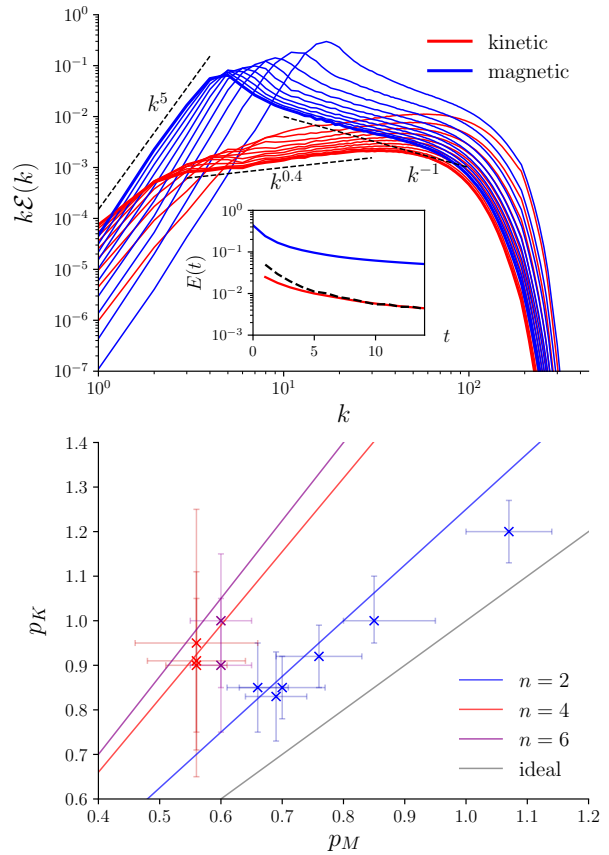 kinetic
magnetic
k^5
k^{0.4}
k^{-1}
kℰ(k)
10^1
10^0
10^{-1}
10^{-2}
10^{-3}
10^{-4}
10^{-5}
10^{-6}
10^{-7}
10^0
10^1
10^2
k
E(t)
10^0
10^{-1}
10^{-2}
10^{-3}
5
10
t
p_K
1.4
1.3
1.2
1.1
1.0
0.9
0.8
0.7
0.6
n = 2
n = 4
n = 6
ideal
0.4 0.5 0.6 0.7 0.8 0.9 1.0 1.1 1.2
p_M